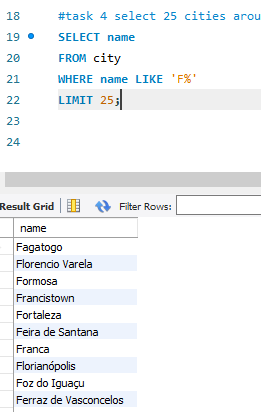 18 #task 4 select 25 cities arou
19 SELECT name
20 FROM city
21 WHERE name LIKE 'F%'
22 LIMIT 25;
23
24
Result Grid Filter Rows:
name
Fagatogo
Florencio Varela
Formosa
Francistown
Fortaleza
Feira de Santana
Franca
Florianópolis
Foz do Iguaçu
Ferraz de Vasconcelos